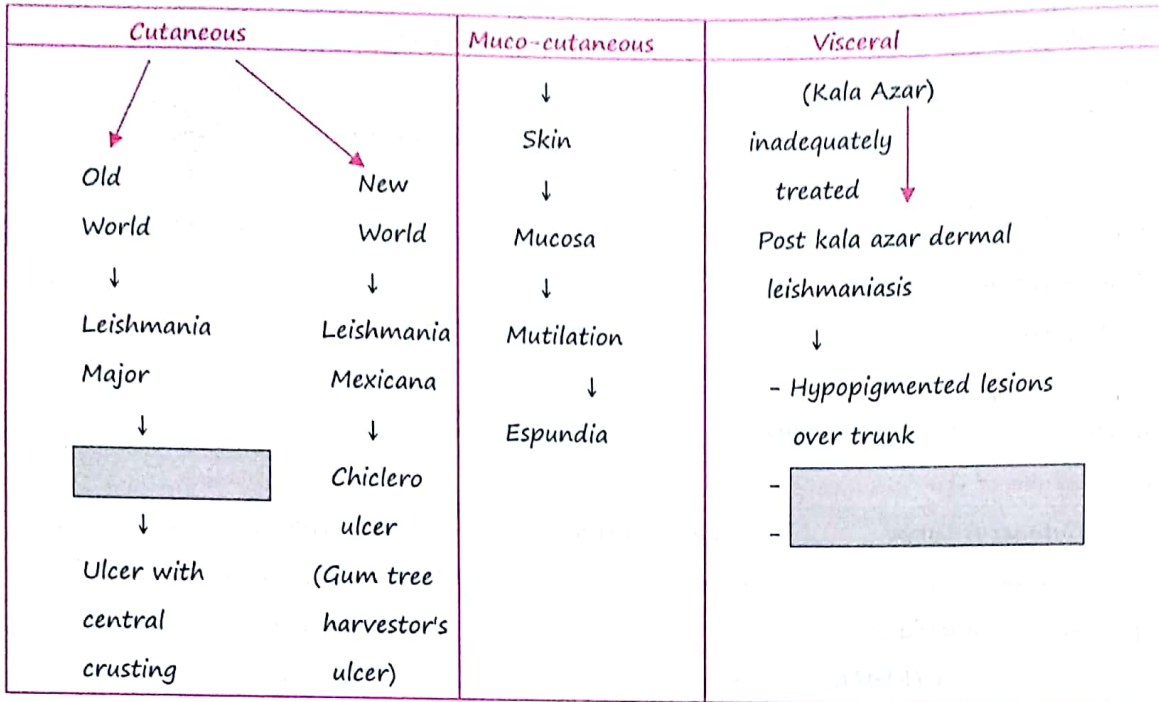 Cutaneous
Old
World
↓
Leishmania
Major
↓
↓
Ulcer with
central
crusting
New
World
↓
Leishmania
Mexicana
↓
Chiclero
ulcer
(Gum tree
harvestor's
ulcer)
Muco-cutaneous
↓
Skin
↓
Mucosa
↓
Mutilation
↓
Espundia
Visceral
(Kala Azar)
inadequately
treated
Post kala azar dermal
leishmaniasis
↓
- Hypopigmented lesions
over trunk
-
-